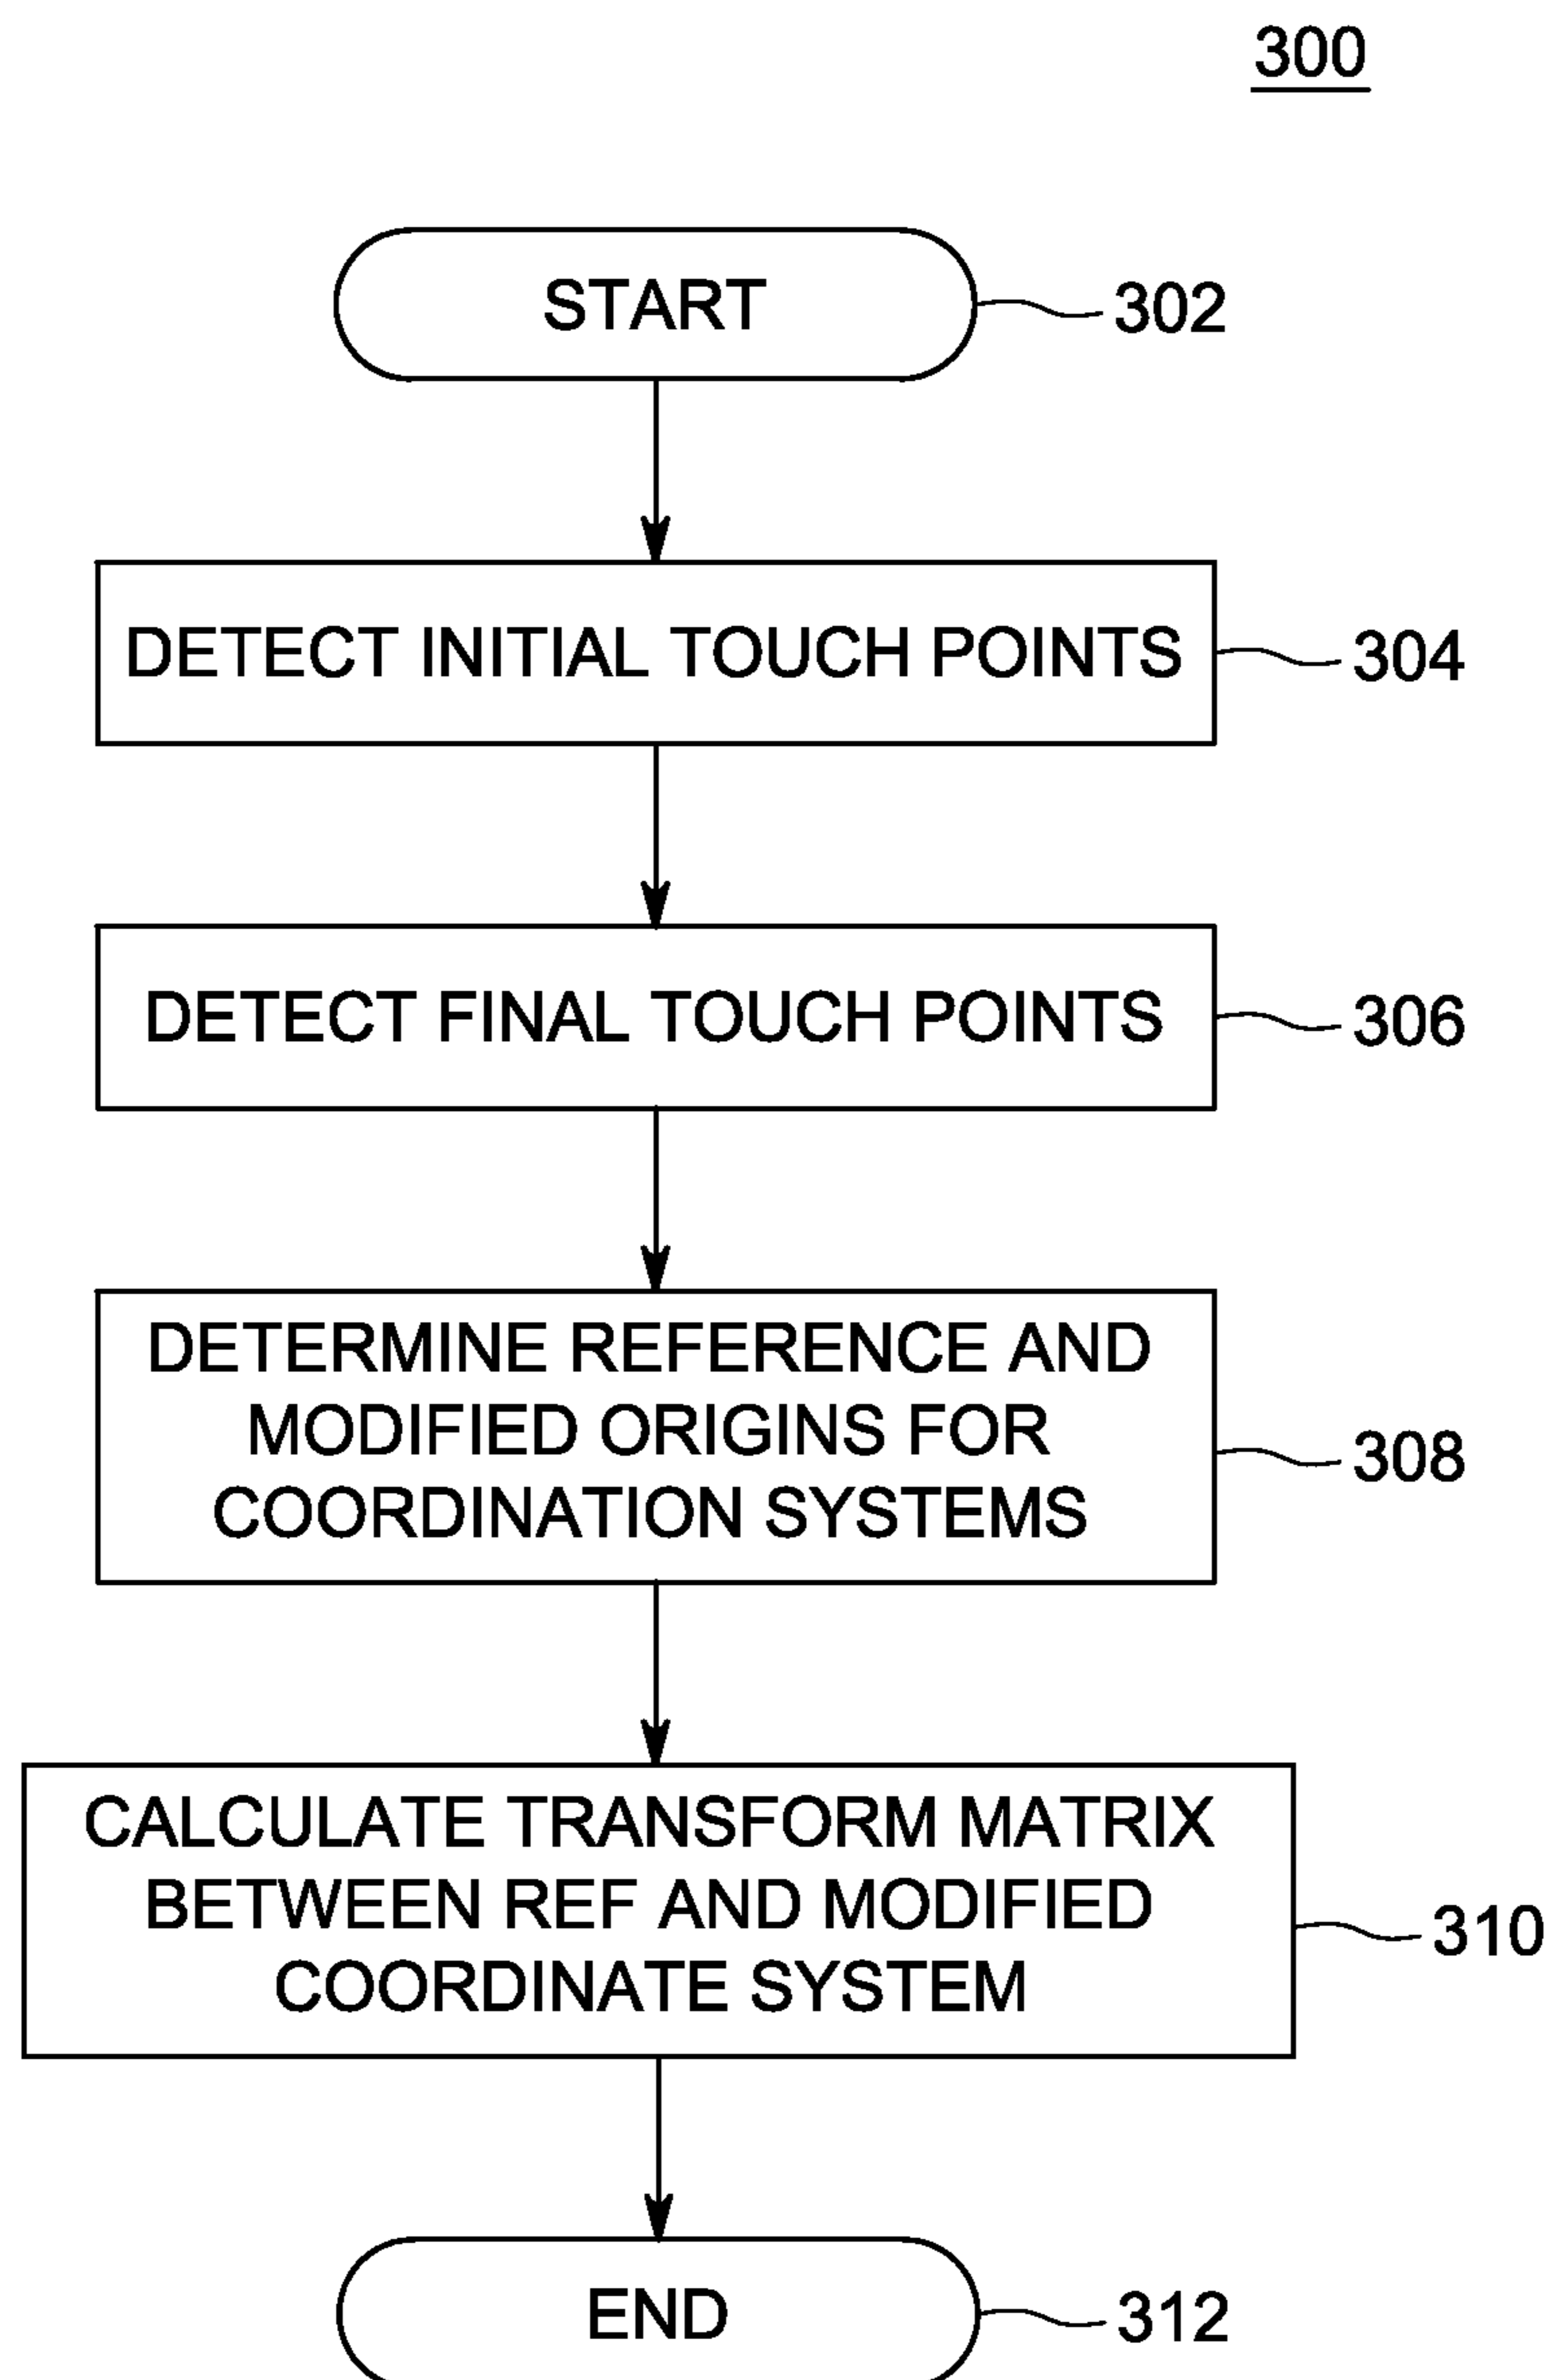 300
START
302
DETECT INITIAL TOUCH POINTS
304
DETECT FINAL TOUCH POINTS
306
DETERMINE REFERENCE AND
MODIFIED ORIGINS FOR
COORDINATION SYSTEMS
308
CALCULATE TRANSFORM MATRIX
BETWEEN REF AND MODIFIED
COORDINATE SYSTEM
310
END
312